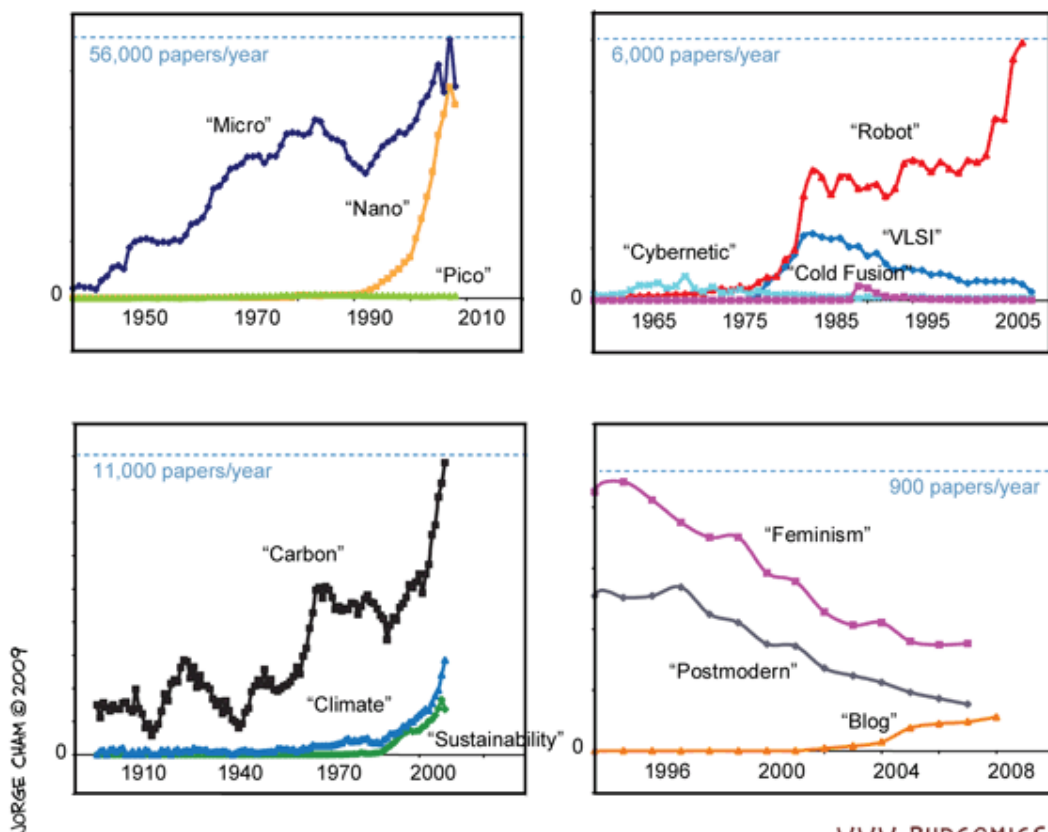 56,000 papers/year
“Micro”
“Nano”
“Pico”
0
1950 1970 1990 2010
6,000 papers/year
“Robot”
“VLSI”
“Cybernetic”
“Cold Fusion”
0
1965 1975 1985 1995 2005
11,000 papers/year
“Carbon”
“Climate”
“Sustainability”
0
1910 1940 1970 2000
900 papers/year
“Feminism”
“Postmodern”
“Blog”
0
1996 2000 2004 2008
JORGE CHAM © 2009